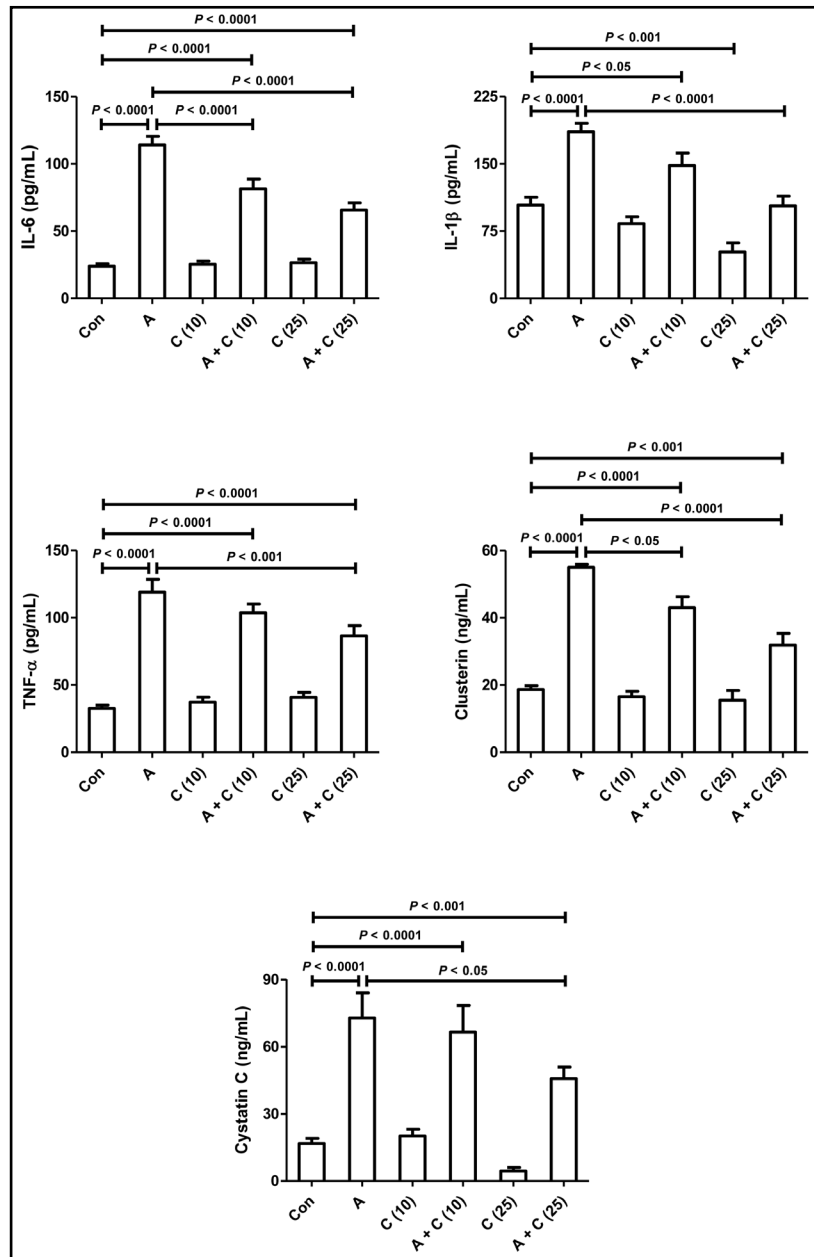 P < 0.0001
P < 0.0001
P < 0.0001
P < 0.0001 P < 0.0001
150
100
50
0
IL-6 (pg/mL)
Con A C (10) A + C (10) C (25) A + C (25)
P < 0.001
P < 0.05
P < 0.0001 P < 0.0001
225
150
75
0
IL-1β (pg/mL)
Con A C (10) A + C (10) C (25) A + C (25)
P < 0.0001
P < 0.0001
P < 0.0001 P < 0.001
150
100
50
0
TNF-α (pg/mL)
Con A C (10) A + C (10) C (25) A + C (25)
P < 0.001
P < 0.0001
P < 0.0001
P < 0.0001 P < 0.05
60
40
20
0
Clusterin (ng/mL)
Con A C (10) A + C (10) C (25) A + C (25)
P < 0.001
P < 0.0001
P < 0.0001 P < 0.05
90
60
30
0
Cystatin C (ng/mL)
Con A C (10) A + C (10) C (25) A + C (25)